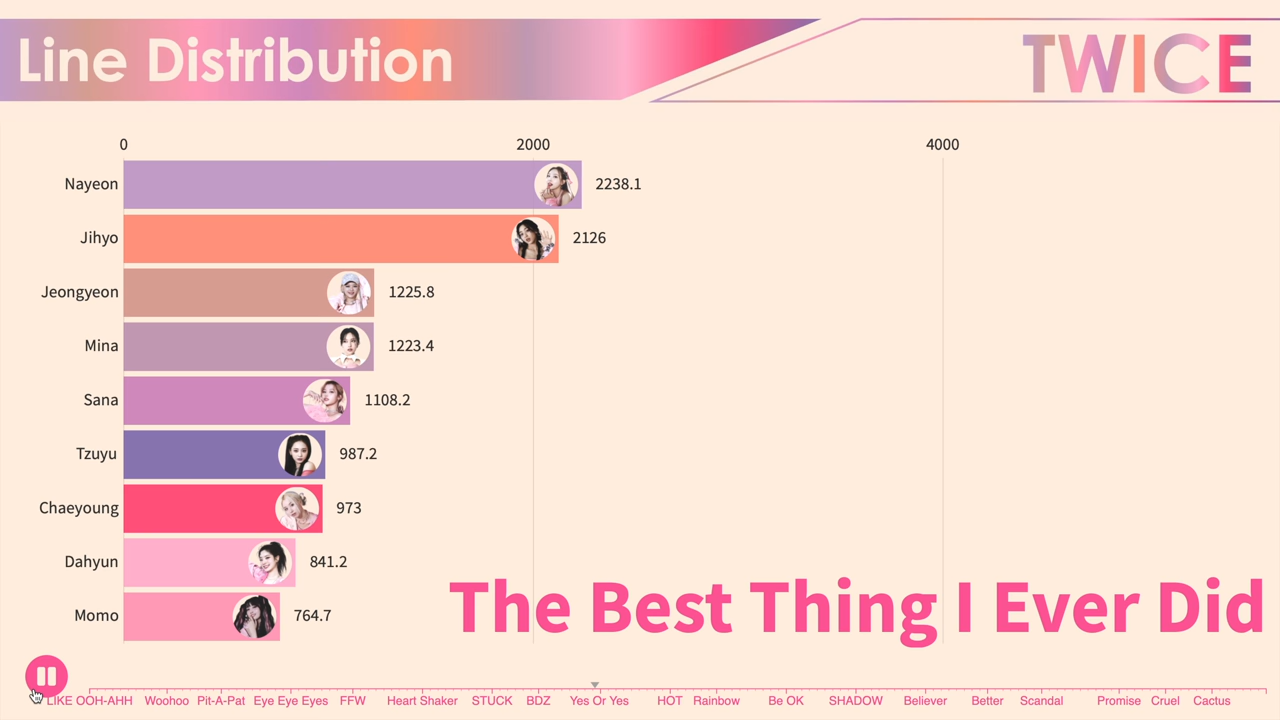 Line Distribution
TWICE
0 2000 4000
Nayeon 2238.1
Jihyo 2126
Jeongyeon 1225.8
Mina 1223.4
Sana 1108.2
Tzuyu 987.2
Chaeyoung 973
Dahyun 841.2
Momo 764.7
The Best Thing I Ever Did
LIKE OOH-AHH Woohoo Pit-A-Pat Eye Eye Eyes FFW Heart Shaker STUCK BDZ Yes Or Yes HOT Rainbow Be OK SHADOW Believer Better Scandal Promise Cruel Cactus